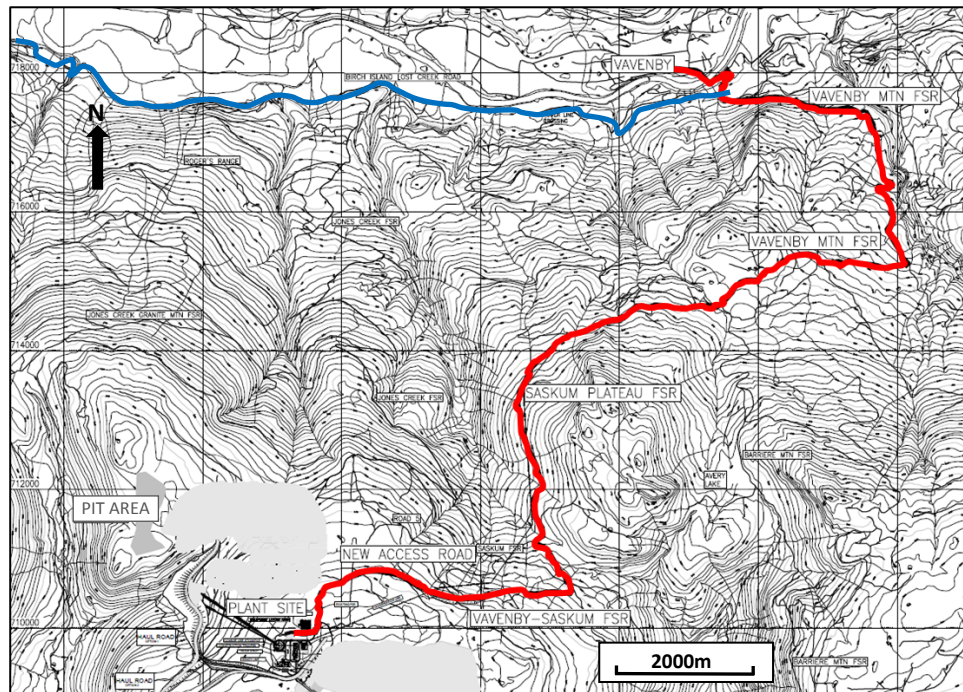 718000
VAVENBY
BIRCH ISLAND LOST CREEK ROAD
VAVENBY MTN FSR
N
ROGER'S RANGE
716000
JONES CREEK FSR
VAVENBY MTN FSR
JONES CREEK GRANITE MTN FSR
714000
JONES CREEK FSR
SASKUM PLATEAU FSR
BARRIERE MTN FSR
AVERY
LAKE
712000
PIT AREA
ROAD 5
NEW ACCESS ROAD
SASKUM FSR
PLANT SITE
VAVENBY-SASKUM FSR
710000
HAUL ROAD
2000m
BARRIERE MTN FSR
HAUL ROAD